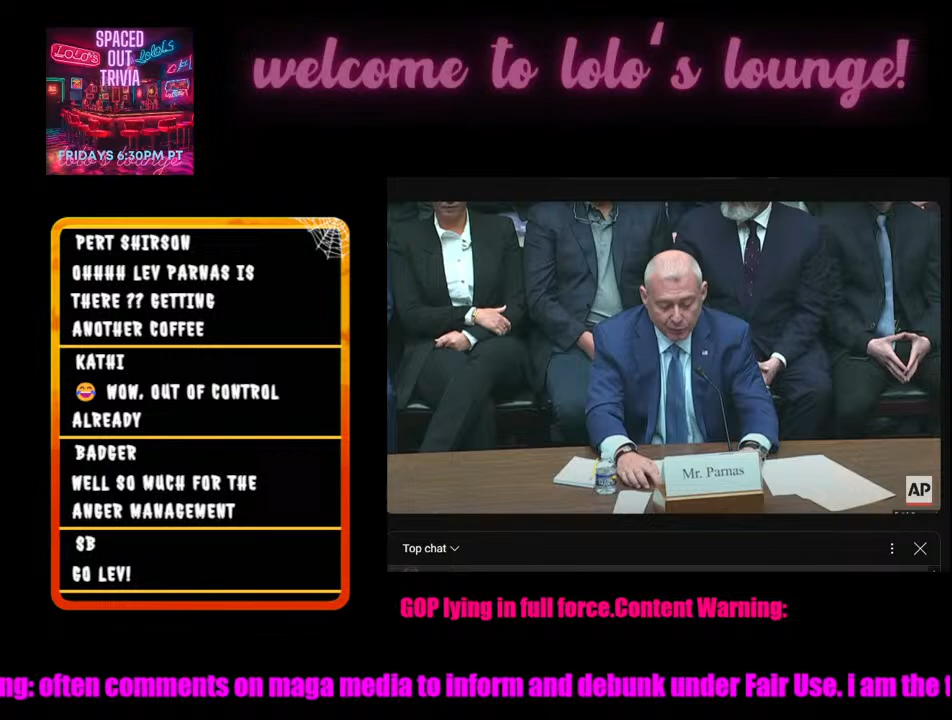 SPACED
OUT
TRIVIA
LOLO'S
FRIDAYS 6:30PM PT
lolo's lounge
welcome to lolo's lounge!
PERT SHIRSON
OHHHH LEV PARNAS IS
THERE ?? GETTING
ANOTHER COFFEE
KATHI
😂 WOW, OUT OF CONTROL
ALREADY
BADGER
WELL SO MUCH FOR THE
ANGER MANAGEMENT
SB
GO LEV!
Mr. Parnas
AP
Top chat
GOP lying in full force.Content Warning:
ng: often comments on maga media to inform and debunk under Fair Use. i am the t